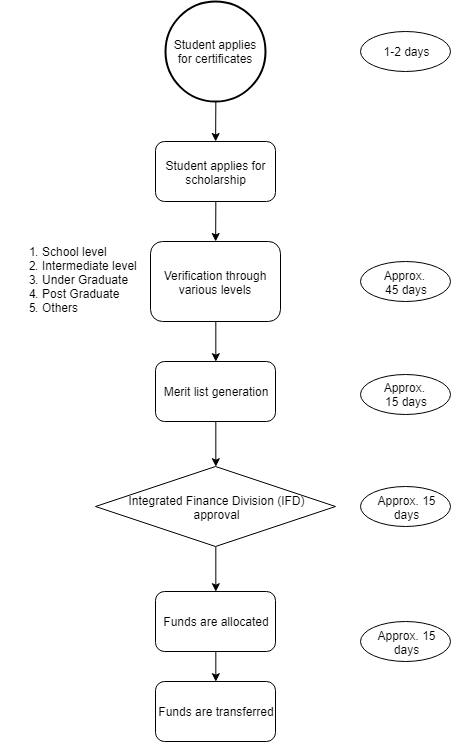 Student applies
for certificates
1-2 days
Student applies for
scholarship
1. School level
2. Intermediate level
3. Under Graduate
4. Post Graduate
5. Others
Verification through
various levels
Approx.
45 days
Merit list generation
Approx.
15 days
Integrated Finance Division (IFD)
approval
Approx. 15
days
Funds are allocated
Approx. 15
days
Funds are transferred